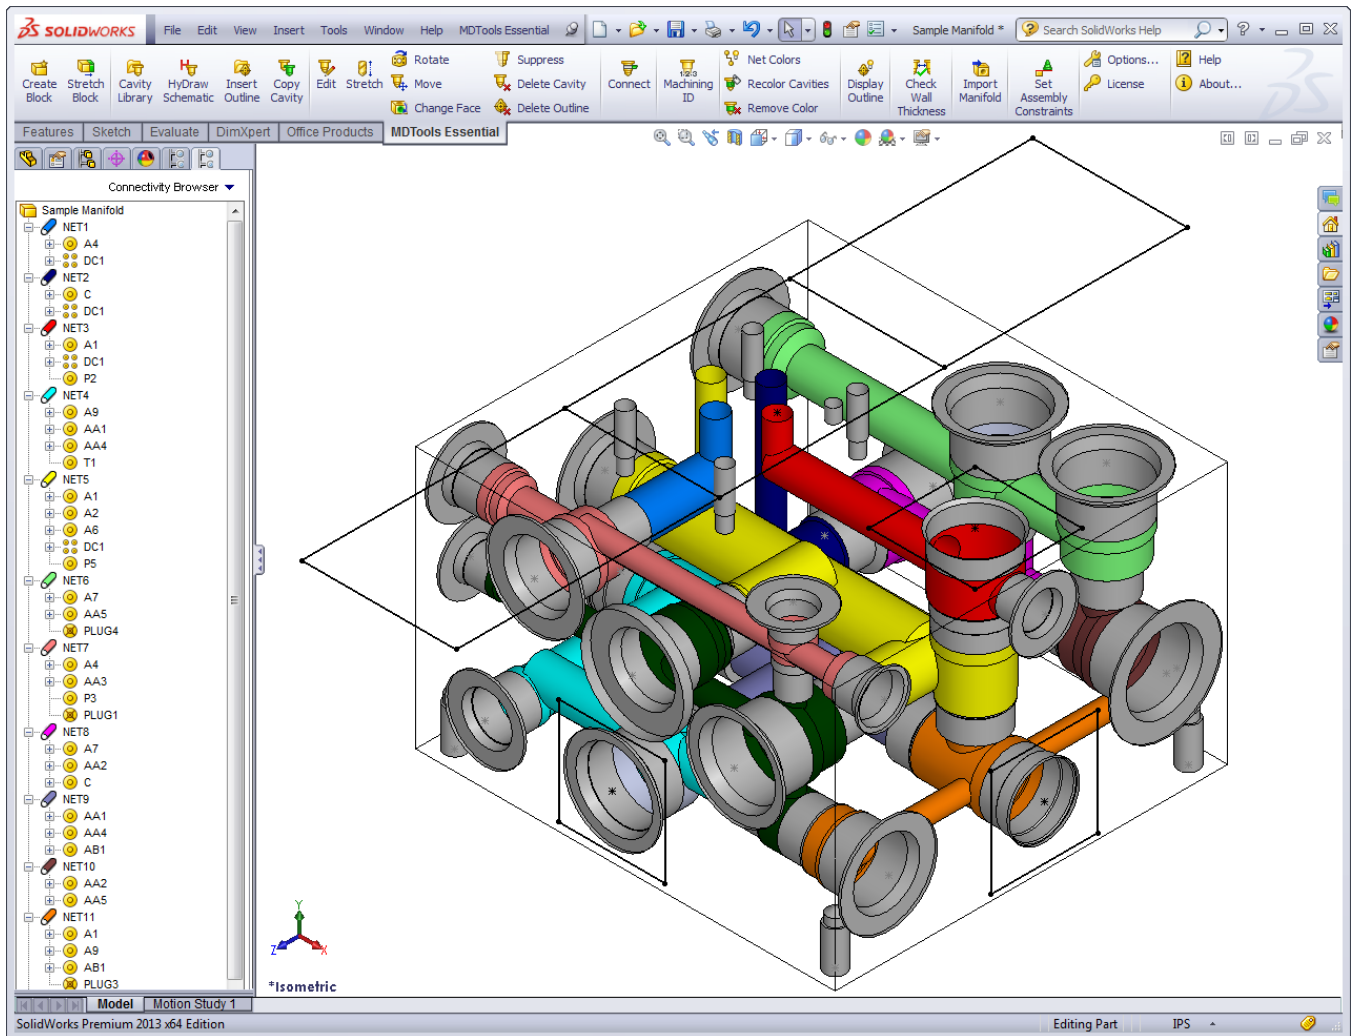 SOLIDWORKS File Edit View Insert Tools Window Help MDTools Essential Sample Manifold * Search SolidWorks Help
Create Block
Stretch Block
Cavity Library
HyDraw Schematic
Insert Outline
Copy Cavity
Edit
Stretch
Rotate
Move
Change Face
Suppress
Delete Cavity
Delete Outline
Connect
Machining ID
Net Colors
Recolor Cavities
Remove Color
Display Outline
Check Wall Thickness
Import Manifold
Set Assembly Constraints
Options...
License
Help
About...
Features Sketch Evaluate DimXpert Office Products MDTools Essential
Connectivity Browser
Sample Manifold
NET1
A4
DC1
NET2
C
DC1
NET3
A1
DC1
P2
NET4
A9
AA1
AA4
T1
NET5
A1
A2
A6
DC1
P5
NET6
A7
AA5
PLUG4
NET7
A4
AA3
P3
PLUG1
NET8
A7
AA2
C
NET9
AA1
AA4
AB1
NET10
AA2
AA5
NET11
A1
A9
AB1
PLUG3
Y
Z X
*Isometric
Model Motion Study 1
SolidWorks Premium 2013 x64 Edition Editing Part IPS